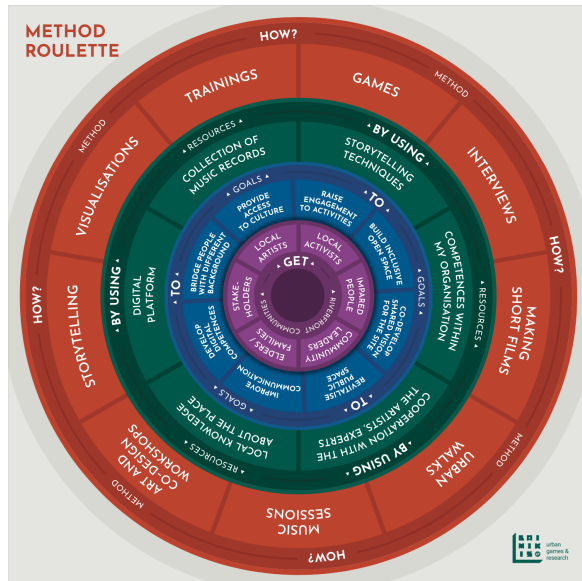 METHOD
ROULETTE
HOW?
METHOD
GAMES
METHOD
INTERVIEWS
HOW?
MAKING
SHORT FILMS
METHOD
URBAN
WALKS
HOW?
MUSIC
SESSIONS
METHOD
ART AND
CO-DESIGN
WORKSHOPS
STORYTELLING
HOW?
VISUALISATIONS
TRAININGS
BY USING
STORYTELLING
TECHNIQUES
COMPETENCES WITHIN
MY ORGANISATION
RESOURCES
COOPERATION WITH THE
THE ARTISTS, EXPERTS
BY USING
LOCAL KNOWLEDGE
ABOUT THE PLACE
RESOURCES
DIGITAL
PLATFORM
BY USING
COLLECTION OF
MUSIC RECORDS
RESOURCES
TO
RAISE
ENGAGEMENT
TO ACTIVITIES
BUILD INCLUSIVE
OPEN SPACE
GOALS
CO-DEVELOP
SHARED VISION
FOR THE SITE
REVITALISE
PUBLIC
SPACE
TO
IMPROVE
COMMUNICATION
GOALS
DEVELOP
DIGITAL
COMPETENCES
TO
BRIDGE PEOPLE
WITH DIFFERENT
BACKGROUND
PROVIDE
ACCESS
TO CULTURE
GOALS
GET
LOCAL
ACTIVISTS
IMPARED
PEOPLE
COMMUNITY
LEADERS
ELDERS/
FAMILIES
STAKE-
HOLDERS
LOCAL
ARTISTS
RIVERFRONT COMMUNITIES
urban
games &
research